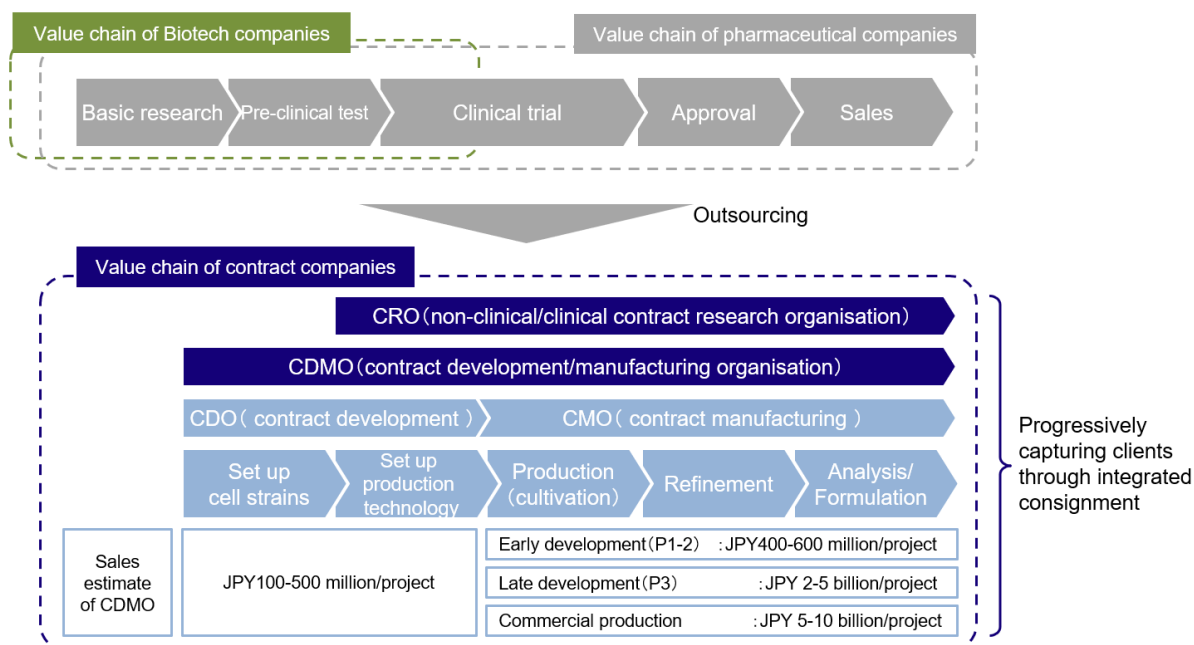 Value chain of Biotech companies
Value chain of pharmaceutical companies
Basic research
Pre-clinical test
Clinical trial
Approval
Sales
Outsourcing
Value chain of contract companies
CRO（non-clinical/clinical contract research organisation）
CDMO（contract development/manufacturing organisation）
CDO（ contract development ）
CMO（ contract manufacturing ）
Set up
cell strains
Set up
production
technology
Production
（cultivation）
Refinement
Analysis/
Formulation
Progressively
capturing clients
through integrated
consignment
Sales
estimate
of CDMO
JPY100-500 million/project
Early development（P1-2） ：JPY400-600 million/project
Late development（P3） ：JPY 2-5 billion/project
Commercial production ：JPY 5-10 billion/project